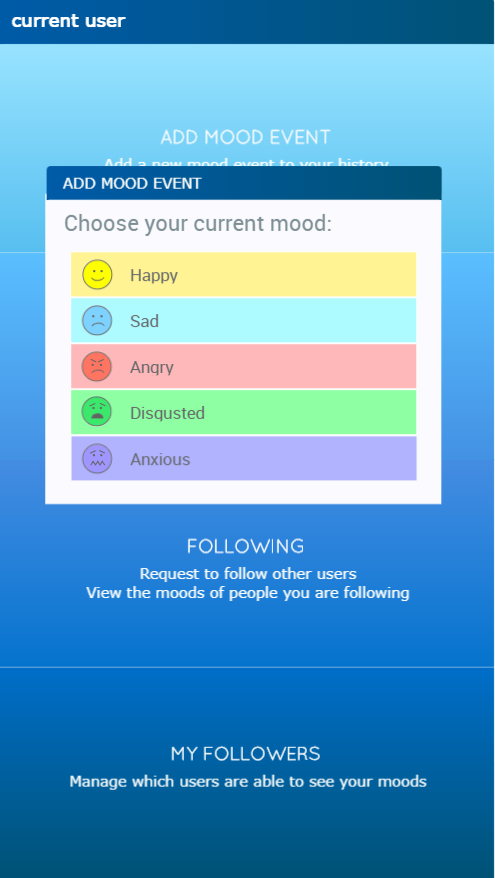 current user
ADD MOOD EVENT
Add a new mood event to your history
ADD MOOD EVENT
Choose your current mood:
Happy
Sad
Angry
Disgusted
Anxious
FOLLOWING
Request to follow other users
View the moods of people you are following
MY FOLLOWERS
Manage which users are able to see your moods